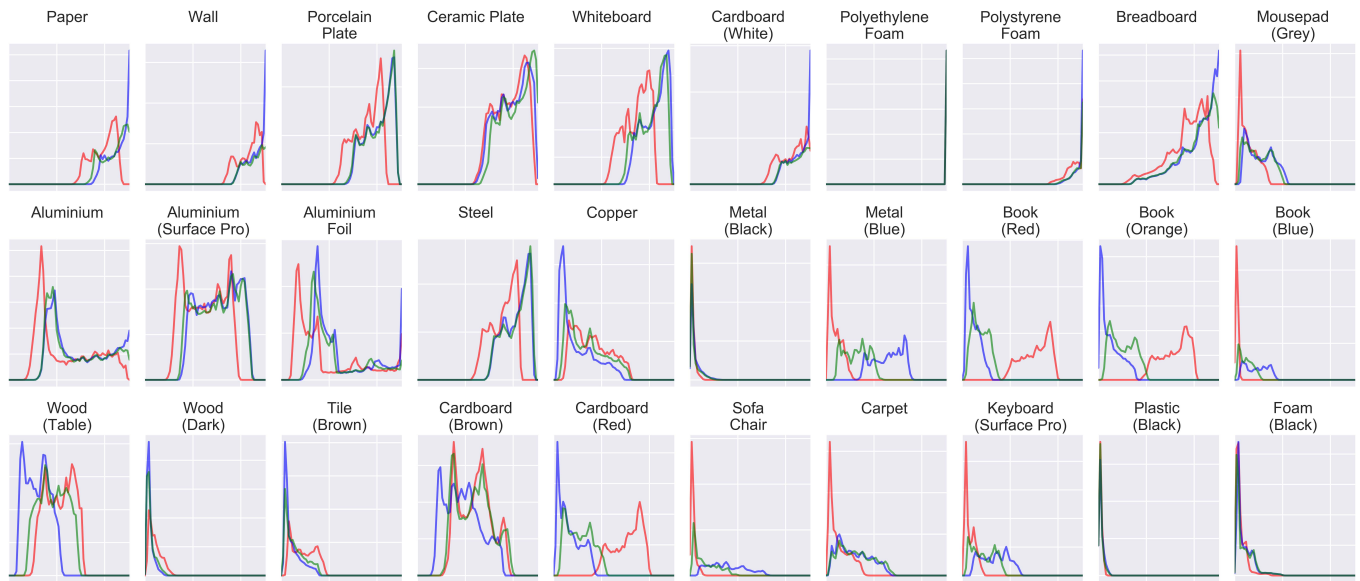 Paper
Wall
Porcelain
Plate
Ceramic Plate
Whiteboard
Cardboard
(White)
Polyethylene
Foam
Polystyrene
Foam
Breadboard
Mousepad
(Grey)
Aluminium
Aluminium
(Surface Pro)
Aluminium
Foil
Steel
Copper
Metal
(Black)
Metal
(Blue)
Book
(Red)
Book
(Orange)
Book
(Blue)
Wood
(Table)
Wood
(Dark)
Tile
(Brown)
Cardboard
(Brown)
Cardboard
(Red)
Sofa
Chair
Carpet
Keyboard
(Surface Pro)
Plastic
(Black)
Foam
(Black)